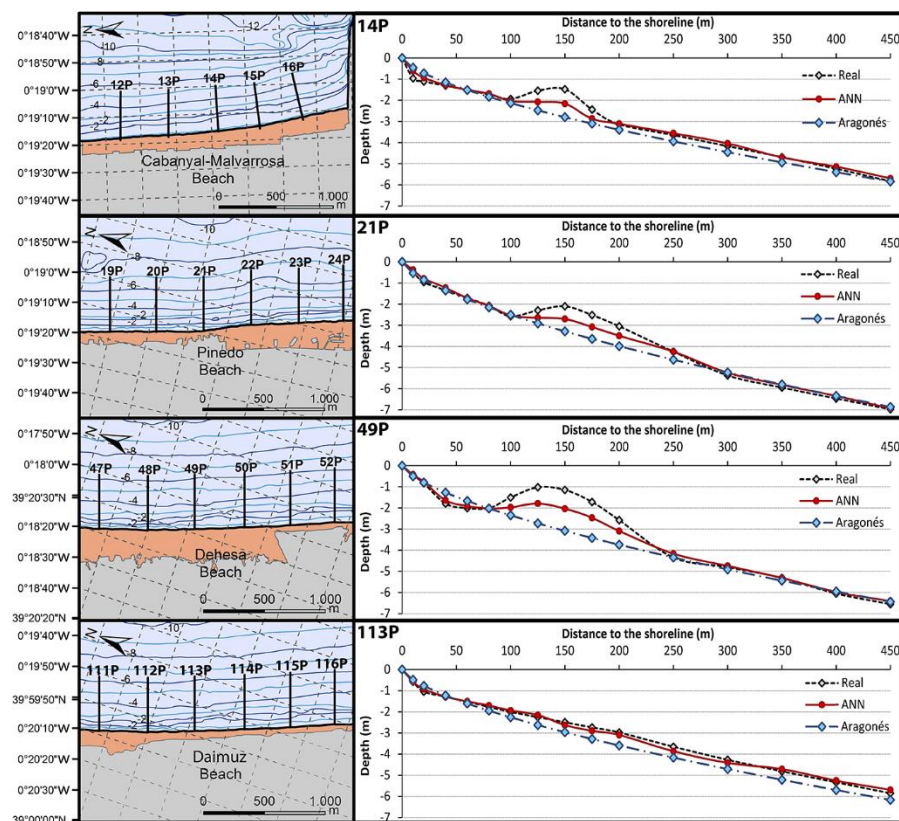 0°18'40"W
0°18'50"W
0°19'0"W
0°19'10"W
0°19'20"W
0°19'30"W
0°19'40"W
N
-12
-10
-8
-6
-4
-2
12P 13P 14P 15P 16P
Cabanyal-Malvarrosa
Beach
0 500 1.000
m
14P
Distance to the shoreline (m)
0 50 100 150 200 250 300 350 400 450
Depth (m)
0
-1
-2
-3
-4
-5
-6
-7
Real
ANN
Aragonés
0°18'50"W
0°19'0"W
0°19'10"W
0°19'20"W
0°19'30"W
0°19'40"W
N
-10
-8
-6
-4
-2
19P 20P 21P 22P 23P 24P
Pinedo
Beach
0 500 1.000
m
21P
Distance to the shoreline (m)
0 50 100 150 200 250 300 350 400 450
Depth (m)
0
-1
-2
-3
-4
-5
-6
-7
Real
ANN
Aragonés
0°17'50"W
0°18'0"W
39°20'30"N
0°18'20"W
0°18'30"W
0°18'40"W
39°20'20"N
N
-10
-8
-6
-4
-2
47P 48P 49P 50P 51P 52P
Dehesa
Beach
0 500 1.000
m
49P
Distance to the shoreline (m)
0 50 100 150 200 250 300 350 400 450
Depth (m)
0
-1
-2
-3
-4
-5
-6
-7
Real
ANN
Aragonés
0°19'40"W
0°19'50"W
39°59'50"N
0°20'10"W
0°20'20"W
0°20'30"W
39°00'00"N
N
-10
-8
-6
-4
-2
111P 112P 113P 114P 115P 116P
Daimuz
Beach
0 500 1.000
m
113P
Distance to the shoreline (m)
0 50 100 150 200 250 300 350 400 450
Depth (m)
0
-1
-2
-3
-4
-5
-6
-7
Real
ANN
Aragonés